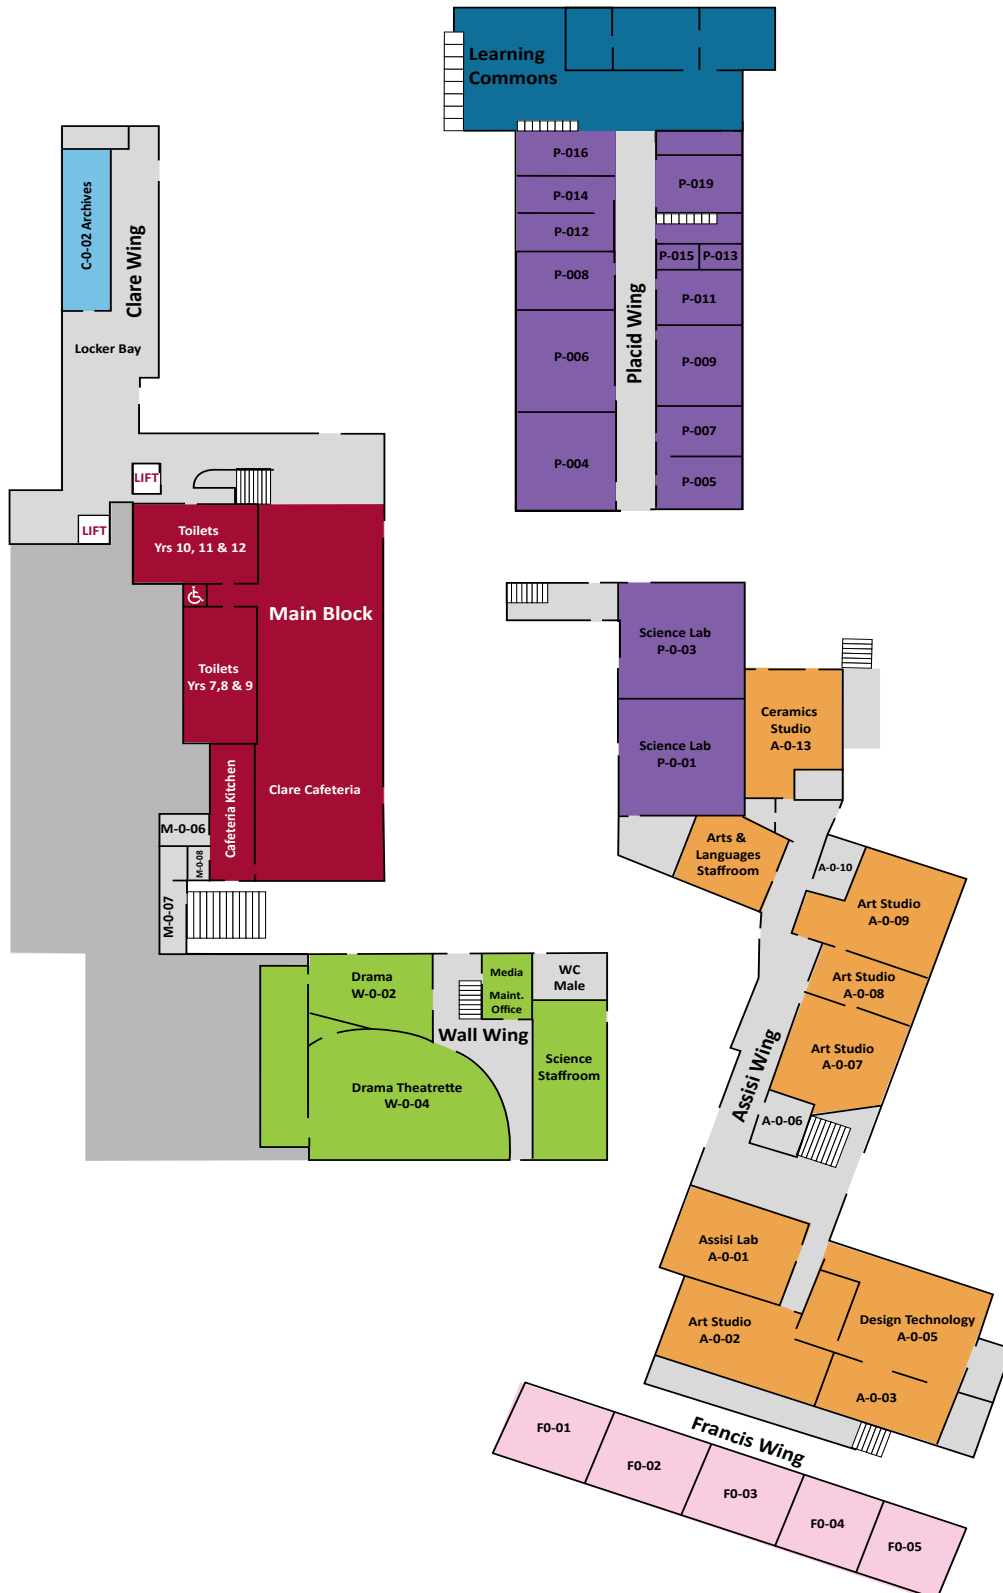 Learning
Commons
P-016
P-014
P-012
P-008
P-006
P-004
Placid Wing
P-019
P-015
P-013
P-011
P-009
P-007
P-005
C-0-02 Archives
Clare Wing
Locker Bay
LIFT
LIFT
Toilets
Yrs 10, 11 & 12
Main Block
Toilets
Yrs 7,8 & 9
Cafeteria Kitchen
Clare Cafeteria
M-0-06
M-0-08
M-0-07
Science Lab
P-0-03
Science Lab
P-0-01
Ceramics
Studio
A-0-13
Arts &
Languages
Staffroom
A-0-10
Art Studio
A-0-09
Art Studio
A-0-08
Art Studio
A-0-07
Assisi Wing
A-0-06
Drama
W-0-02
Media
Maint.
Office
WC
Male
Wall Wing
Drama Theatrette
W-0-04
Science
Staffroom
Assisi Lab
A-0-01
Art Studio
A-0-02
Design Technology
A-0-05
A-0-03
Francis Wing
F0-01
F0-02
F0-03
F0-04
F0-05